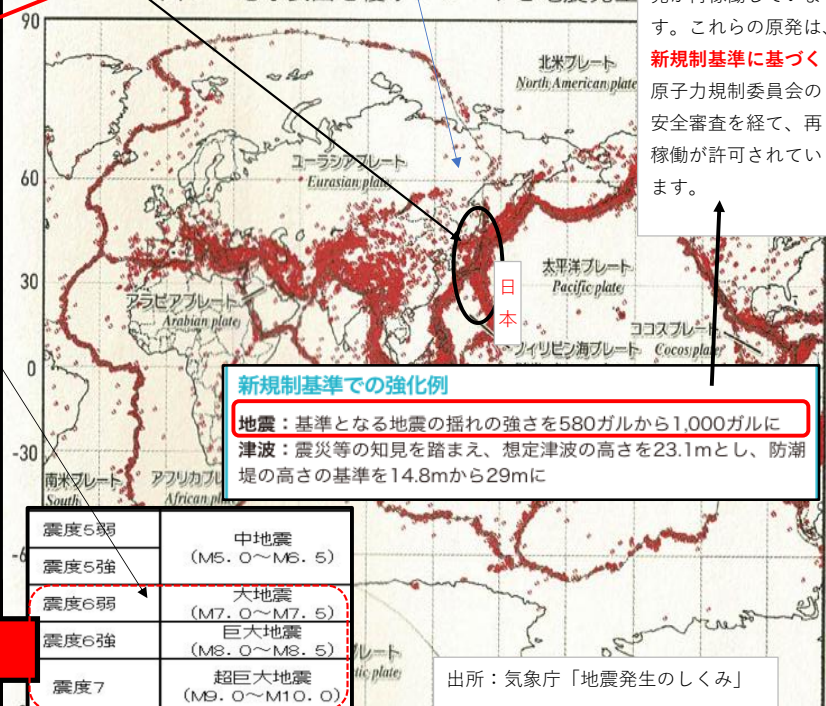 90
60
30
0
-30
す。これらの原発は、
新規制基準に基づく
原子力規制委員会の
安全審査を経て、再
稼働が許可されてい
ます。
北米プレート
North American plate
ユーラシアプレート
Eurasian plate
太平洋プレート
Pacific plate
日
本
アラビアプレート
Arabian plate
フィリピン海プレート
ココスプレート
Cocos plate
新規制基準での強化例
地震：基準となる地震の揺れの強さを580ガルから1,000ガルに
津波：震災等の知見を踏まえ、想定津波の高さを23.1mとし、防潮
堤の高さの基準を14.8mから29mに
南米プレート
South
アフリカプレ
African
震度5弱
震度5強
中地震
(M5.0～M6.5)
震度6弱
大地震
(M7.0～M7.5)
震度6強
巨大地震
(M8.0～M8.5)
震度7
超巨大地震
(M9.0～M10.0)
レート
tic plate
出所：気象庁「地震発生のしくみ」